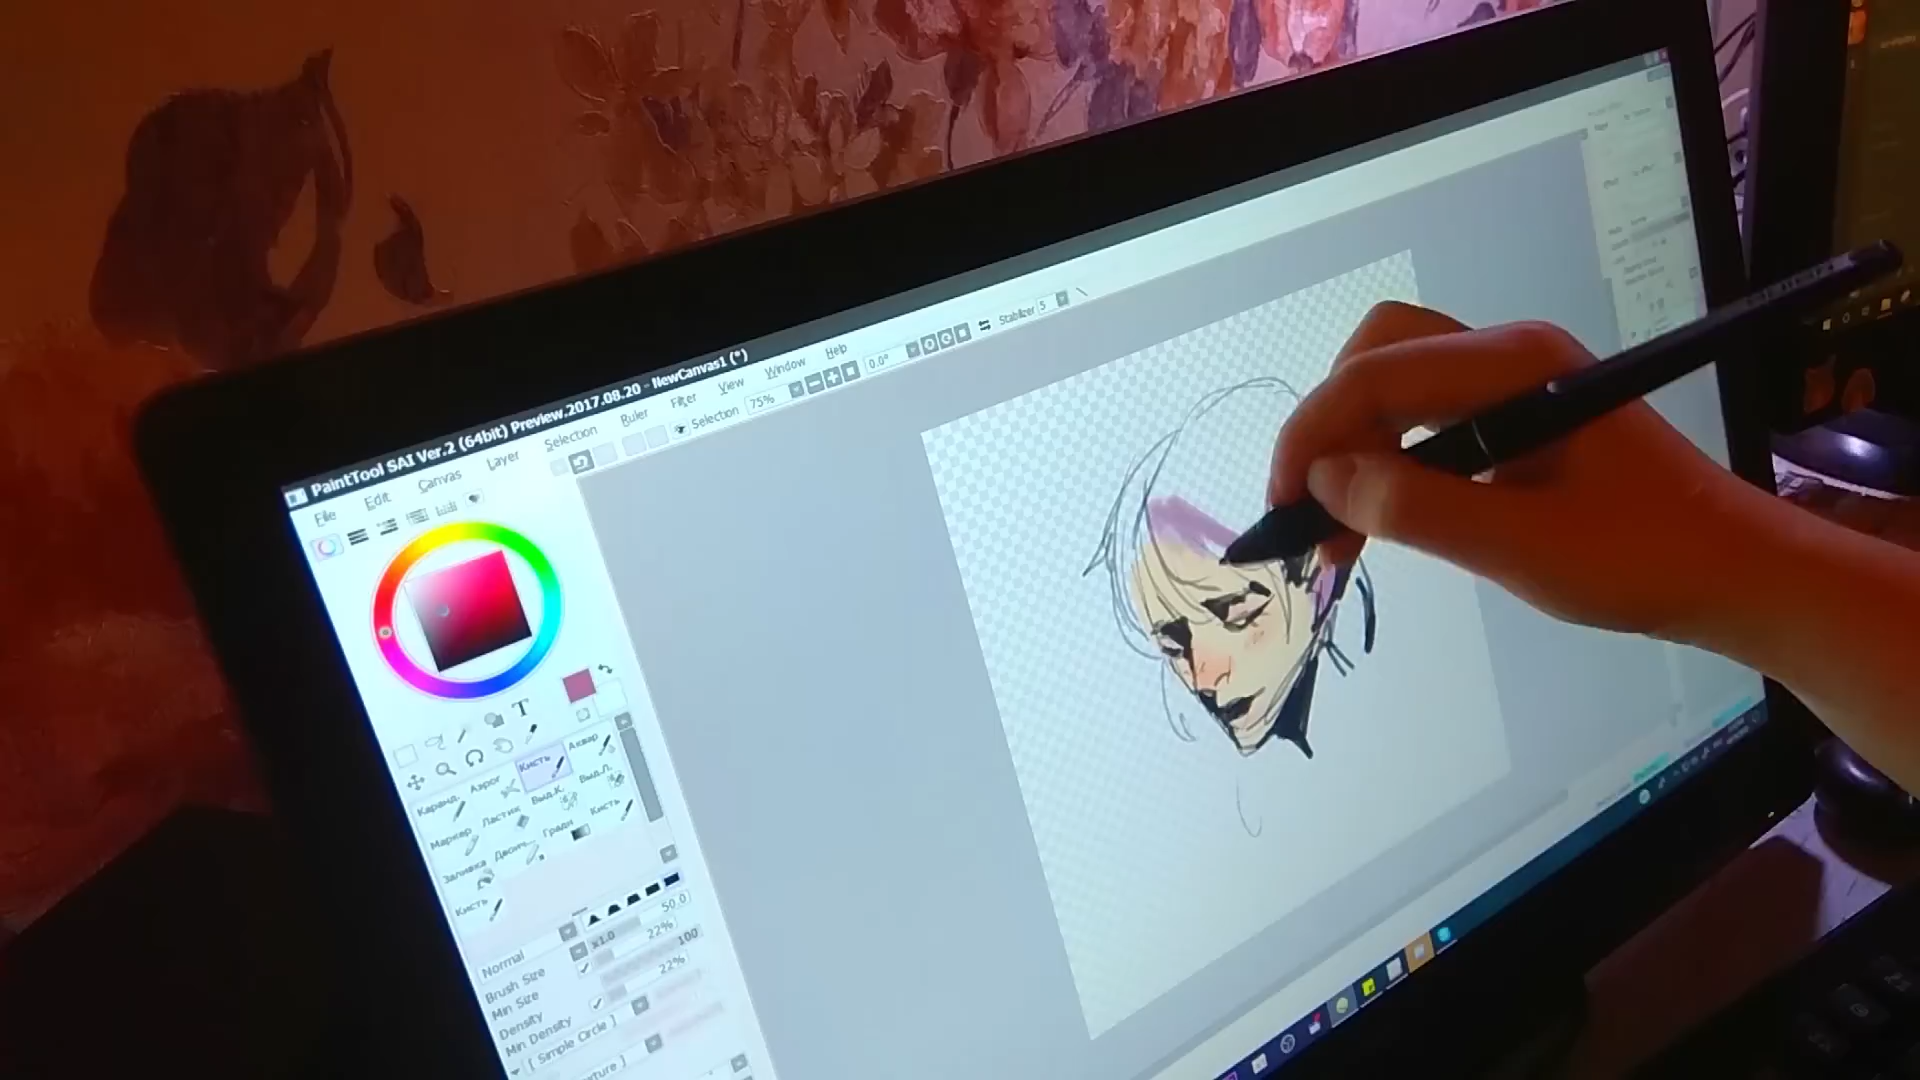 PaintTool SAI Ver.2 (64bit) Preview.2017.08.20 - NewCanvas1 (*)
File Edit Canvas Layer Selection Ruler Filter View Window Help
Selection 75% 0.0° Stabilizer 5
T
Каранд. Аэрог Кисть Аквар
Маркер Ластик Выд.К. Выд.Л.
Заливка Двоич... Гради Кисть
Кисть
Normal
Brush Size x1.0 50.0
Min Size 22%
Density 100
Min Density 22%
[ Simple Circle ]